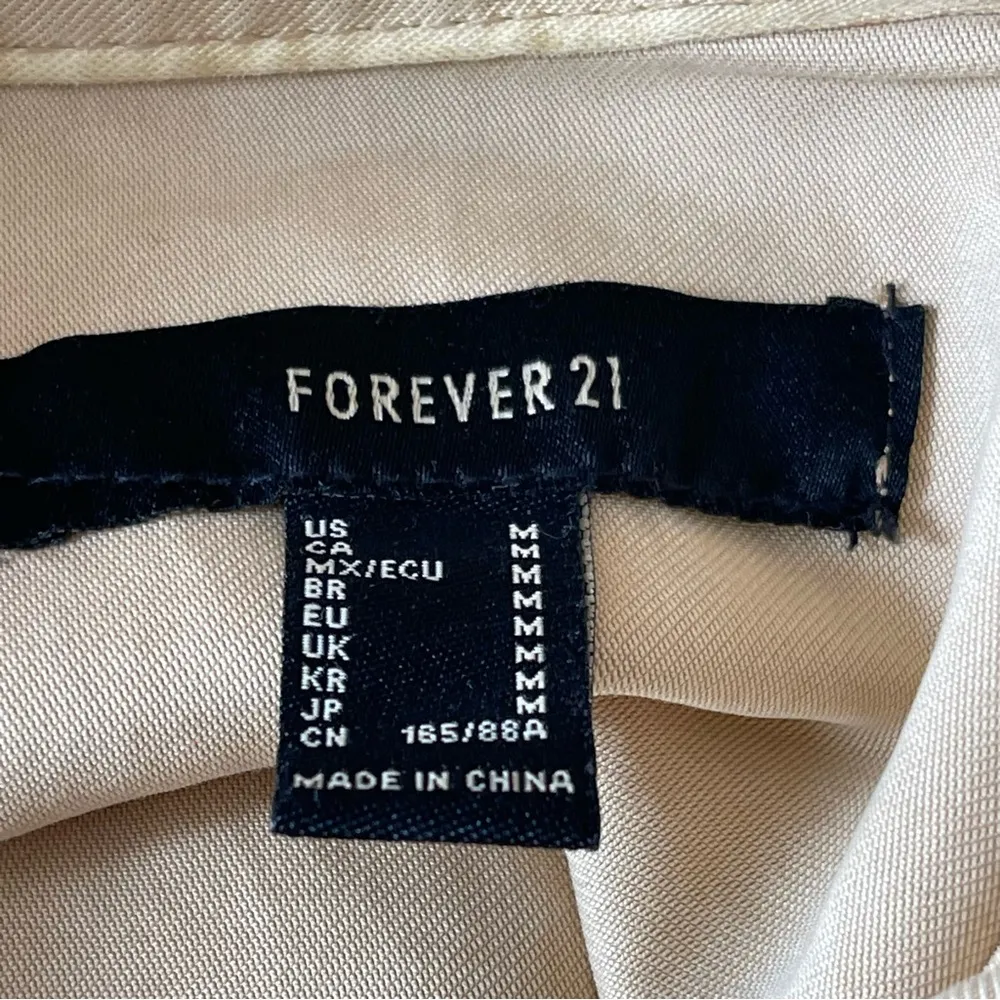 FOREVER 21
US M
CA M
MX/ECU M
BR M
EU M
UK M
KR M
JP M
CN 165/88A
MADE IN CHINA